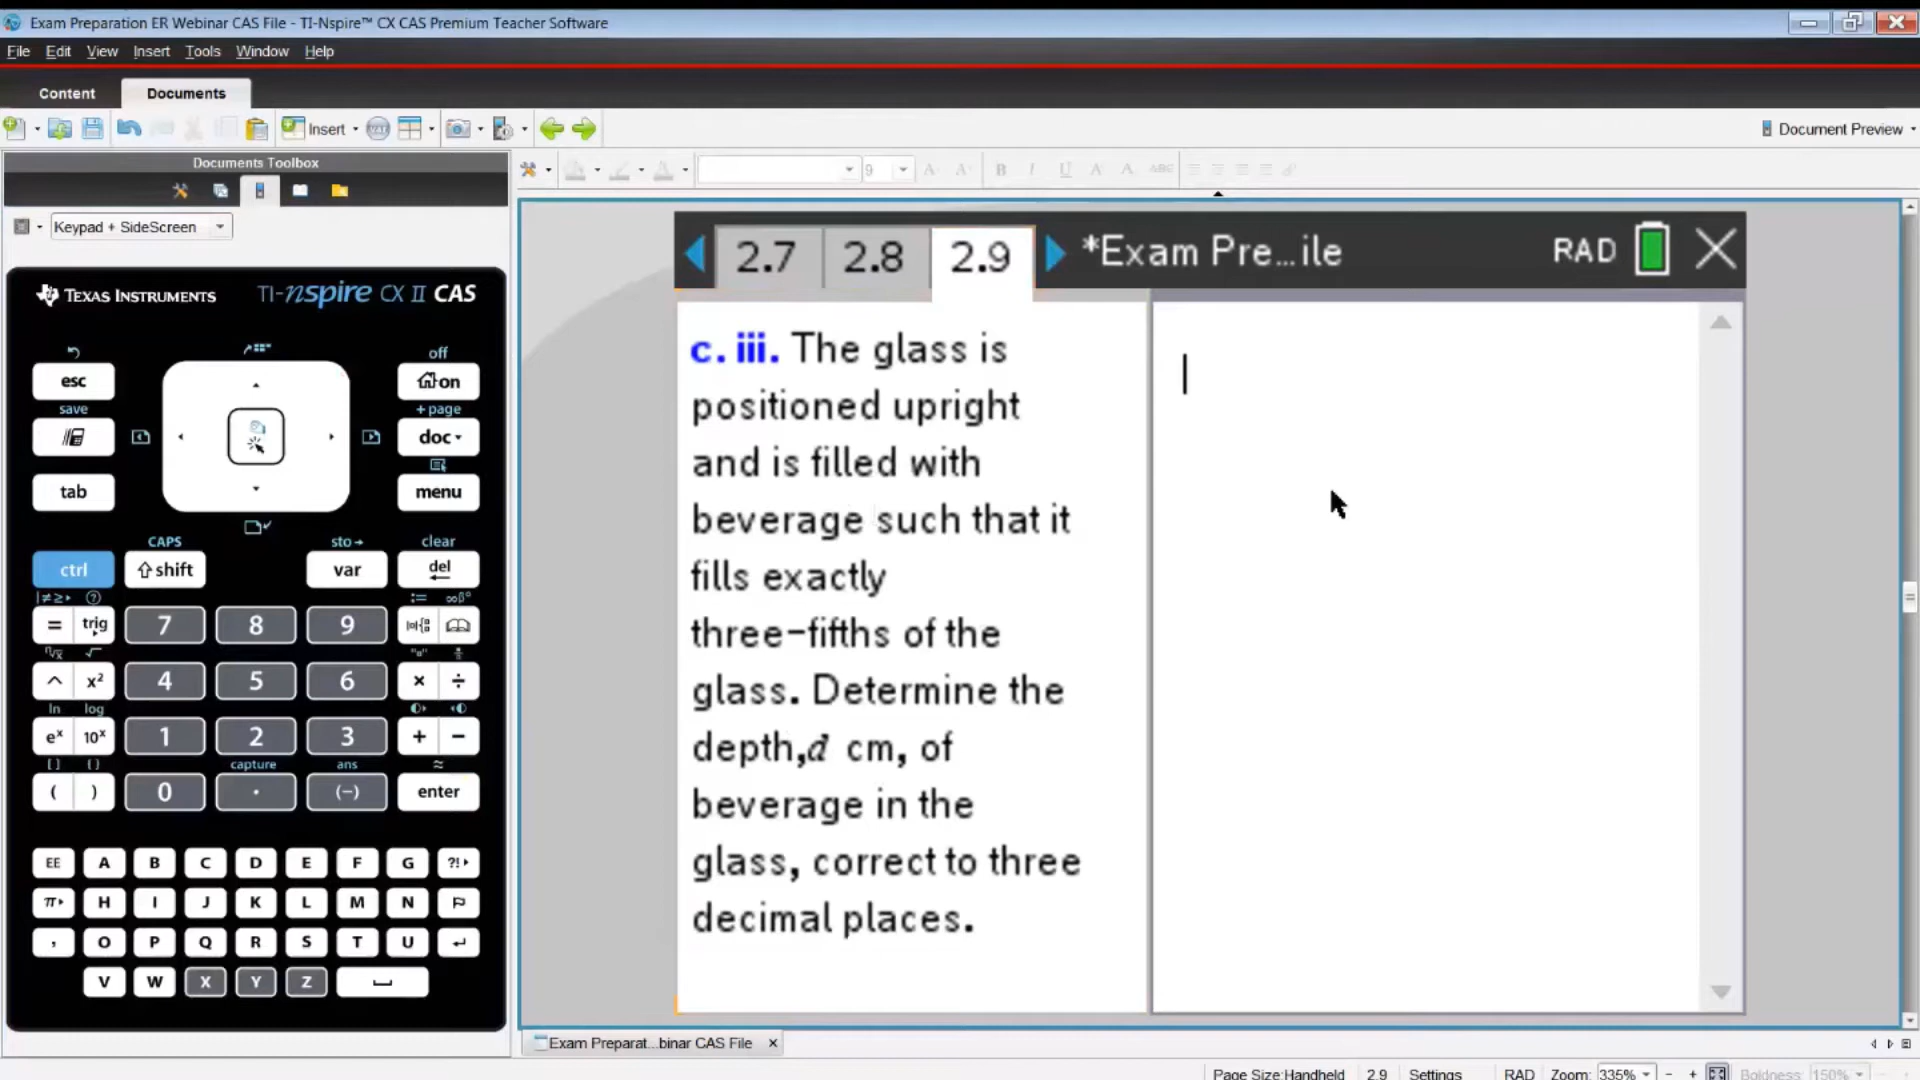 Exam Preparation ER Webinar CAS File - TI-Nspire™ CX CAS Premium Teacher Software
File Edit View Insert Tools Window Help
Content Documents
Insert
Document Preview
Documents Toolbox
9
Keypad + SideScreen
TEXAS INSTRUMENTS TI-nspire CX II CAS
off
esc on
save + page
doc
tab menu
CAPS sto→ clear
ctrl shift var del
= trig 7 8 9
^ x² 4 5 6 × ÷
ln log
eˣ 10ˣ 1 2 3 + −
[ ] { } capture ans ≈
( ) 0 . (−) enter
EE A B C D E F G ?!▸
π▸ H I J K L M N
, O P Q R S T U
V W X Y Z
2.7 2.8 2.9 *Exam Pre...ile RAD
c. iii. The glass is
positioned upright
and is filled with
beverage such that it
fills exactly
three-fifths of the
glass. Determine the
depth,d cm, of
beverage in the
glass, correct to three
decimal places.
Exam Preparat...binar CAS File
Page Size:Handheld 2.9 Settings RAD Zoom: 335% − + Boldness: 150%